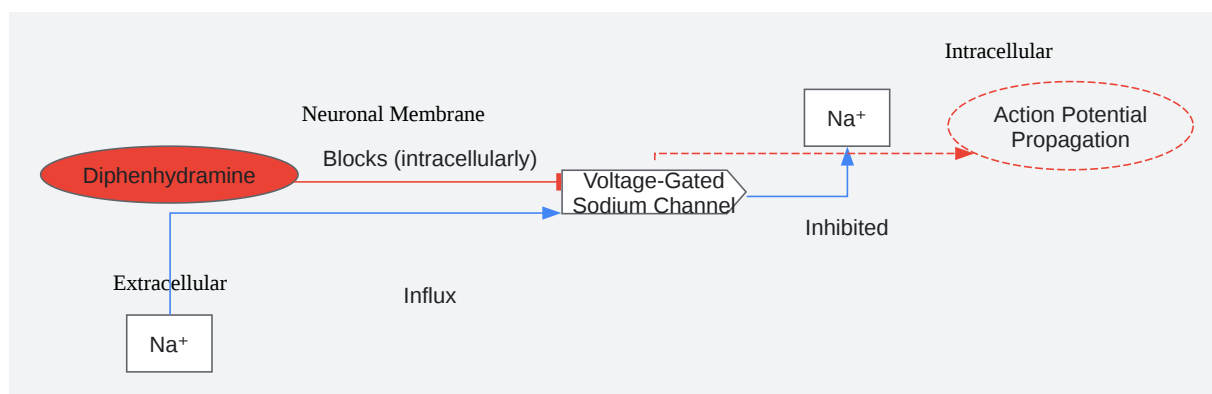 Intracellular
Neuronal Membrane
Na⁺
Action Potential
Propagation
Blocks (intracellularly)
Diphenhydramine
Voltage-Gated
Sodium Channel
Inhibited
Extracellular
Influx
Na⁺